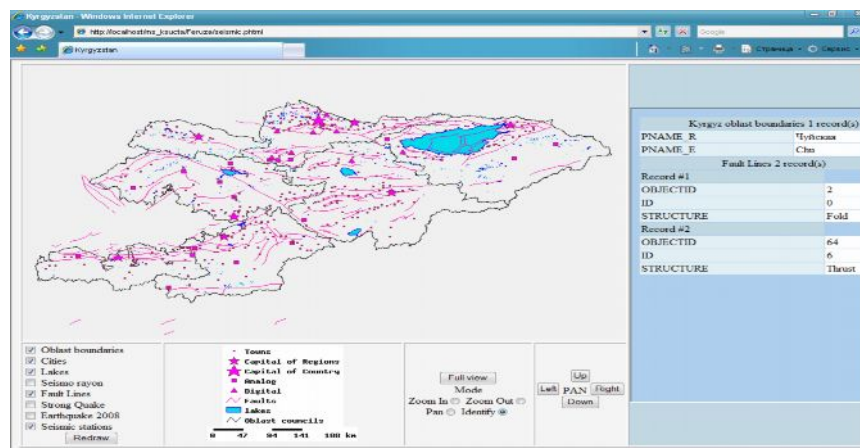 Kyrgyzstan - Windows Internet Explorer
http://localhost/ms_ksucta/Feruza/seismic.phtml
Google
Kyrgyzstan
Страница
Сервис
Kyrgyz oblast boundaries 1 record(s)
PNAME_R Чуйская
PNAME_E Chu
Fault Lines 2 record(s)
Record #1
OBJECTID 2
ID 0
STRUCTURE Fold
Record #2
OBJECTID 64
ID 6
STRUCTURE Thrust
Oblast boundaries
Cities
Lakes
Seismo rayon
Fault Lines
Strong Quake
Earthquake 2008
Seismic stations
Redraw
Towns
Capital of Regions
Capital of Country
Analog
Digital
Faults
lakes
Oblast councils
0 47 94 141 188 km
Full view
Mode
Zoom In Zoom Out
Pan Identify
Up
Left PAN Right
Down